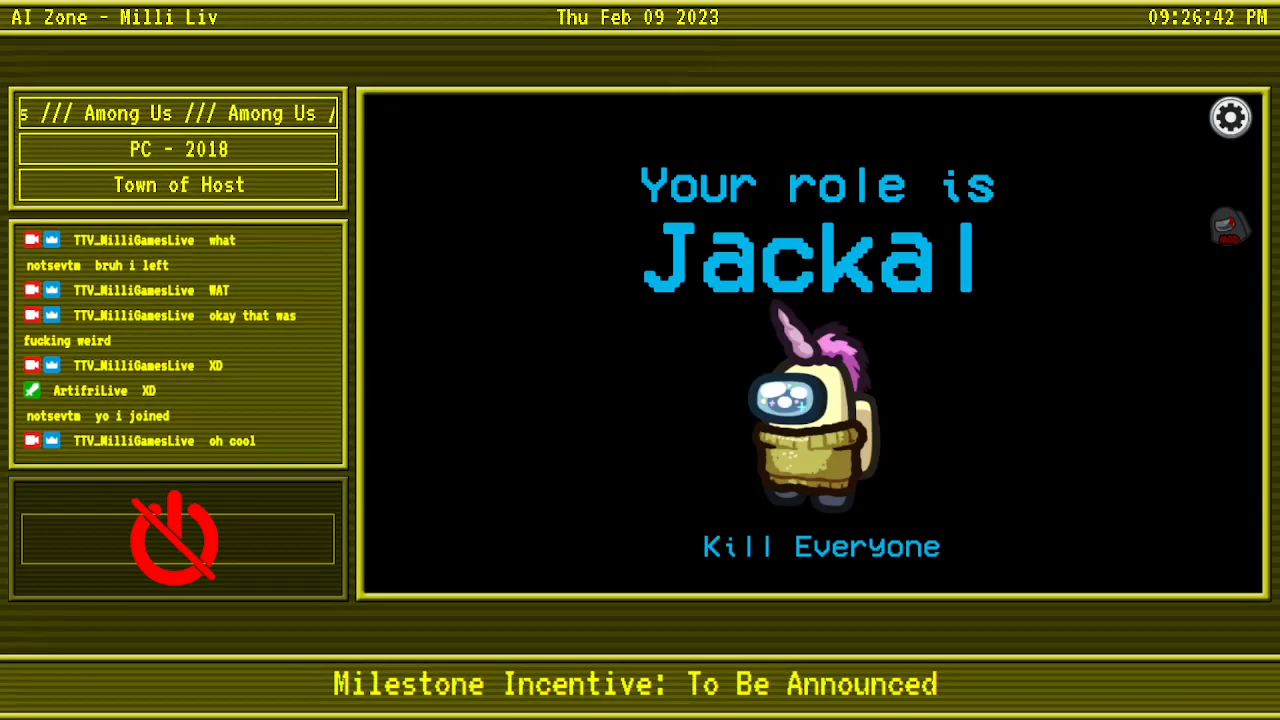 AI Zone - Milli Liv
Thu Feb 09 2023
09:26:42 PM
s /// Among Us /// Among Us /
PC - 2018
Town of Host
TTV_MilliGamesLive what
notsevtm bruh i left
TTV_MilliGamesLive WAT
TTV_MilliGamesLive okay that was
fucking weird
TTV_MilliGamesLive XD
ArtifriLive XD
notsevtm yo i joined
TTV_MilliGamesLive oh cool
Your role is
Jackal
MOD
Kill Everyone
Milestone Incentive: To Be Announced